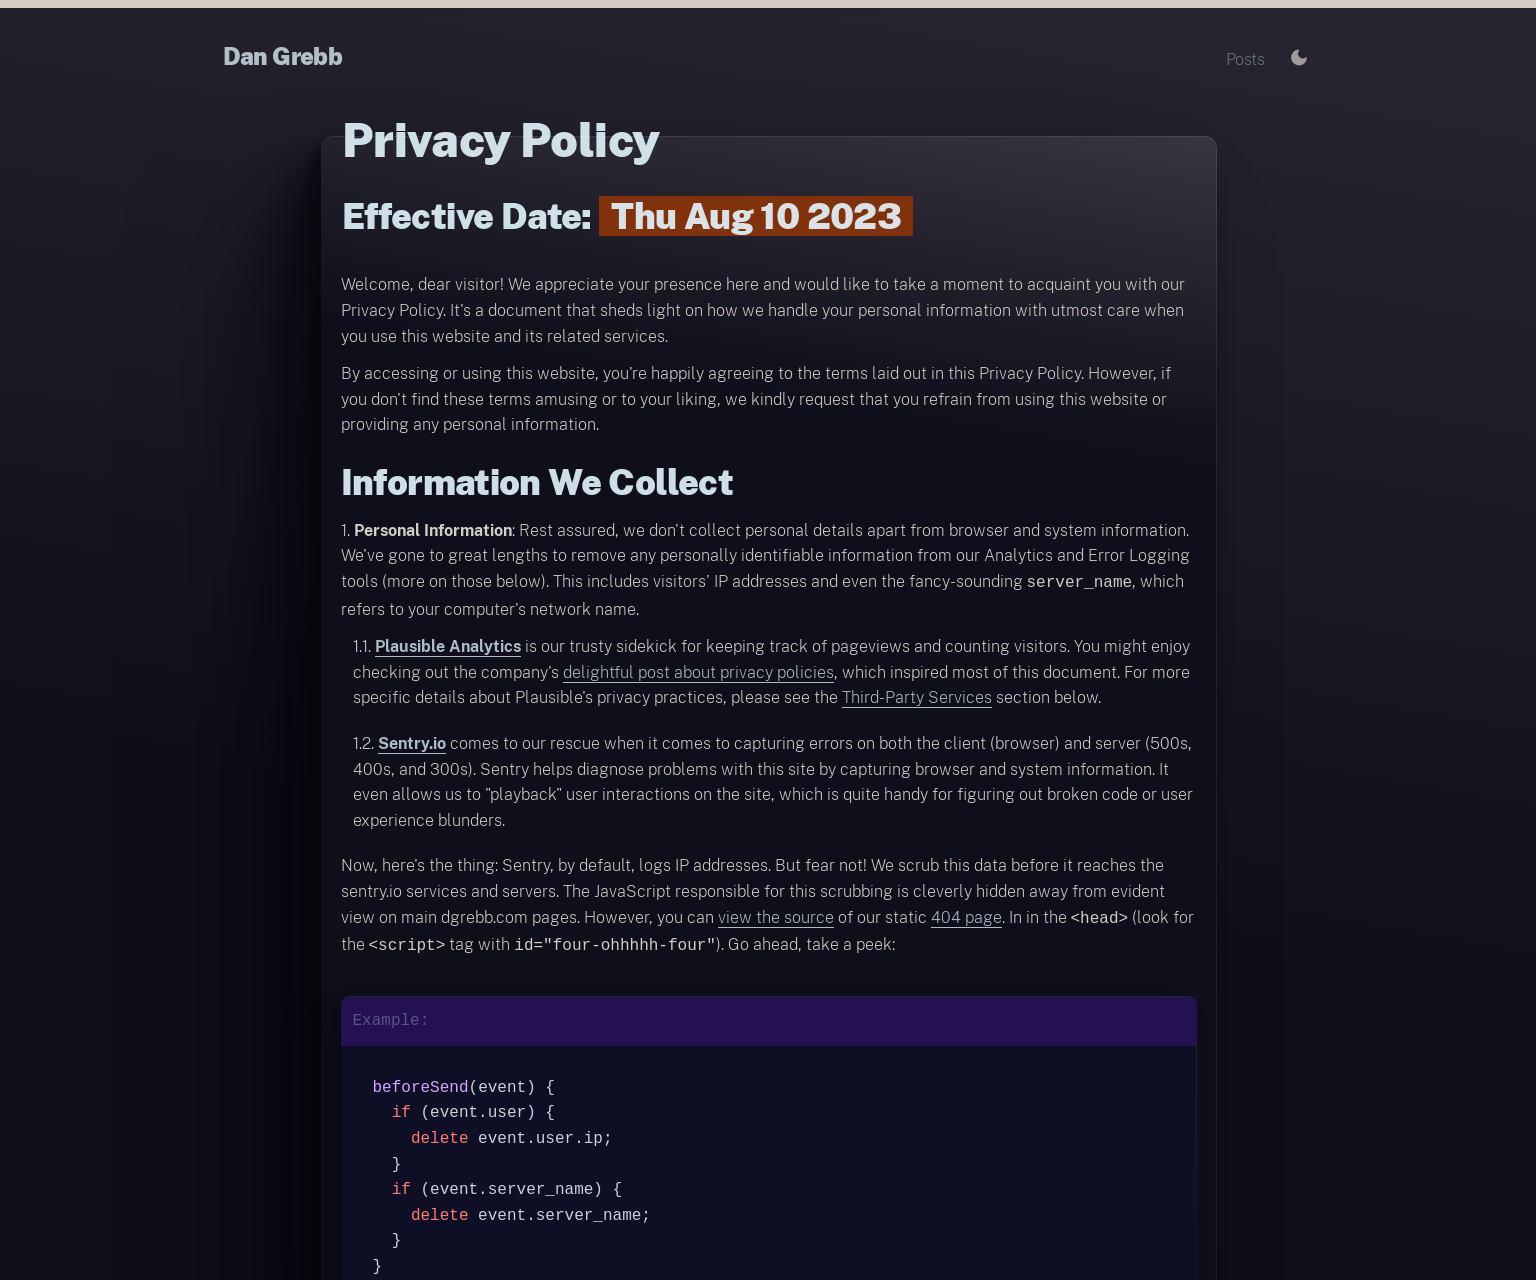 Dan Grebb
Posts
Privacy Policy
Effective Date: Thu Aug 10 2023
Welcome, dear visitor! We appreciate your presence here and would like to take a moment to acquaint you with our
Privacy Policy. It's a document that sheds light on how we handle your personal information with utmost care when
you use this website and its related services.
By accessing or using this website, you're happily agreeing to the terms laid out in this Privacy Policy. However, if
you don't find these terms amusing or to your liking, we kindly request that you refrain from using this website or
providing any personal information.
Information We Collect
1. Personal Information: Rest assured, we don't collect personal details apart from browser and system information.
We've gone to great lengths to remove any personally identifiable information from our Analytics and Error Logging
tools (more on those below). This includes visitors' IP addresses and even the fancy-sounding server_name, which
refers to your computer's network name.
1.1. Plausible Analytics is our trusty sidekick for keeping track of pageviews and counting visitors. You might enjoy
checking out the company's delightful post about privacy policies, which inspired most of this document. For more
specific details about Plausible's privacy practices, please see the Third-Party Services section below.
1.2. Sentry.io comes to our rescue when it comes to capturing errors on both the client (browser) and server (500s,
400s, and 300s). Sentry helps diagnose problems with this site by capturing browser and system information. It
even allows us to "playback" user interactions on the site, which is quite handy for figuring out broken code or user
experience blunders.
Now, here's the thing: Sentry, by default, logs IP addresses. But fear not! We scrub this data before it reaches the
sentry.io services and servers. The JavaScript responsible for this scrubbing is cleverly hidden away from evident
view on main dgrebb.com pages. However, you can view the source of our static 404 page. In in the <head> (look for
the <script> tag with id="four-ohhhhh-four"). Go ahead, take a peek:
Example:
beforeSend(event) {
if (event.user) {
delete event.user.ip;
}
if (event.server_name) {
delete event.server_name;
}
}